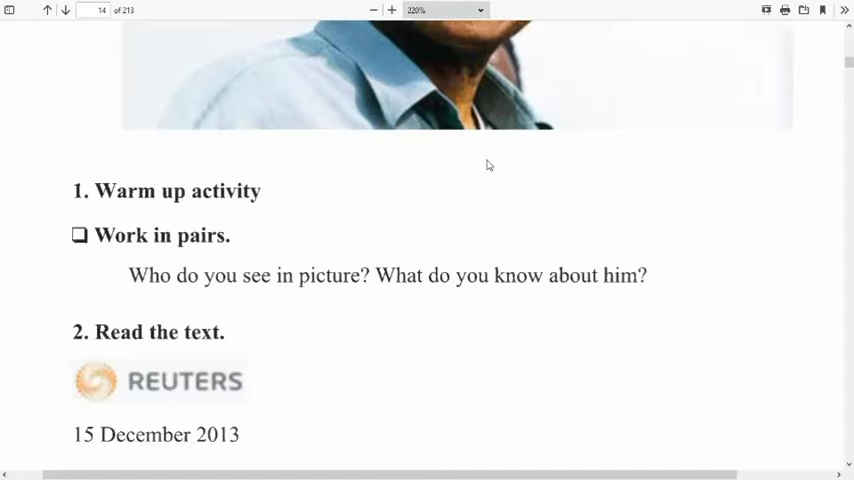 14 of 213 220%
1. Warm up activity
❑ Work in pairs.
Who do you see in picture? What do you know about him?
2. Read the text.
REUTERS
15 December 2013